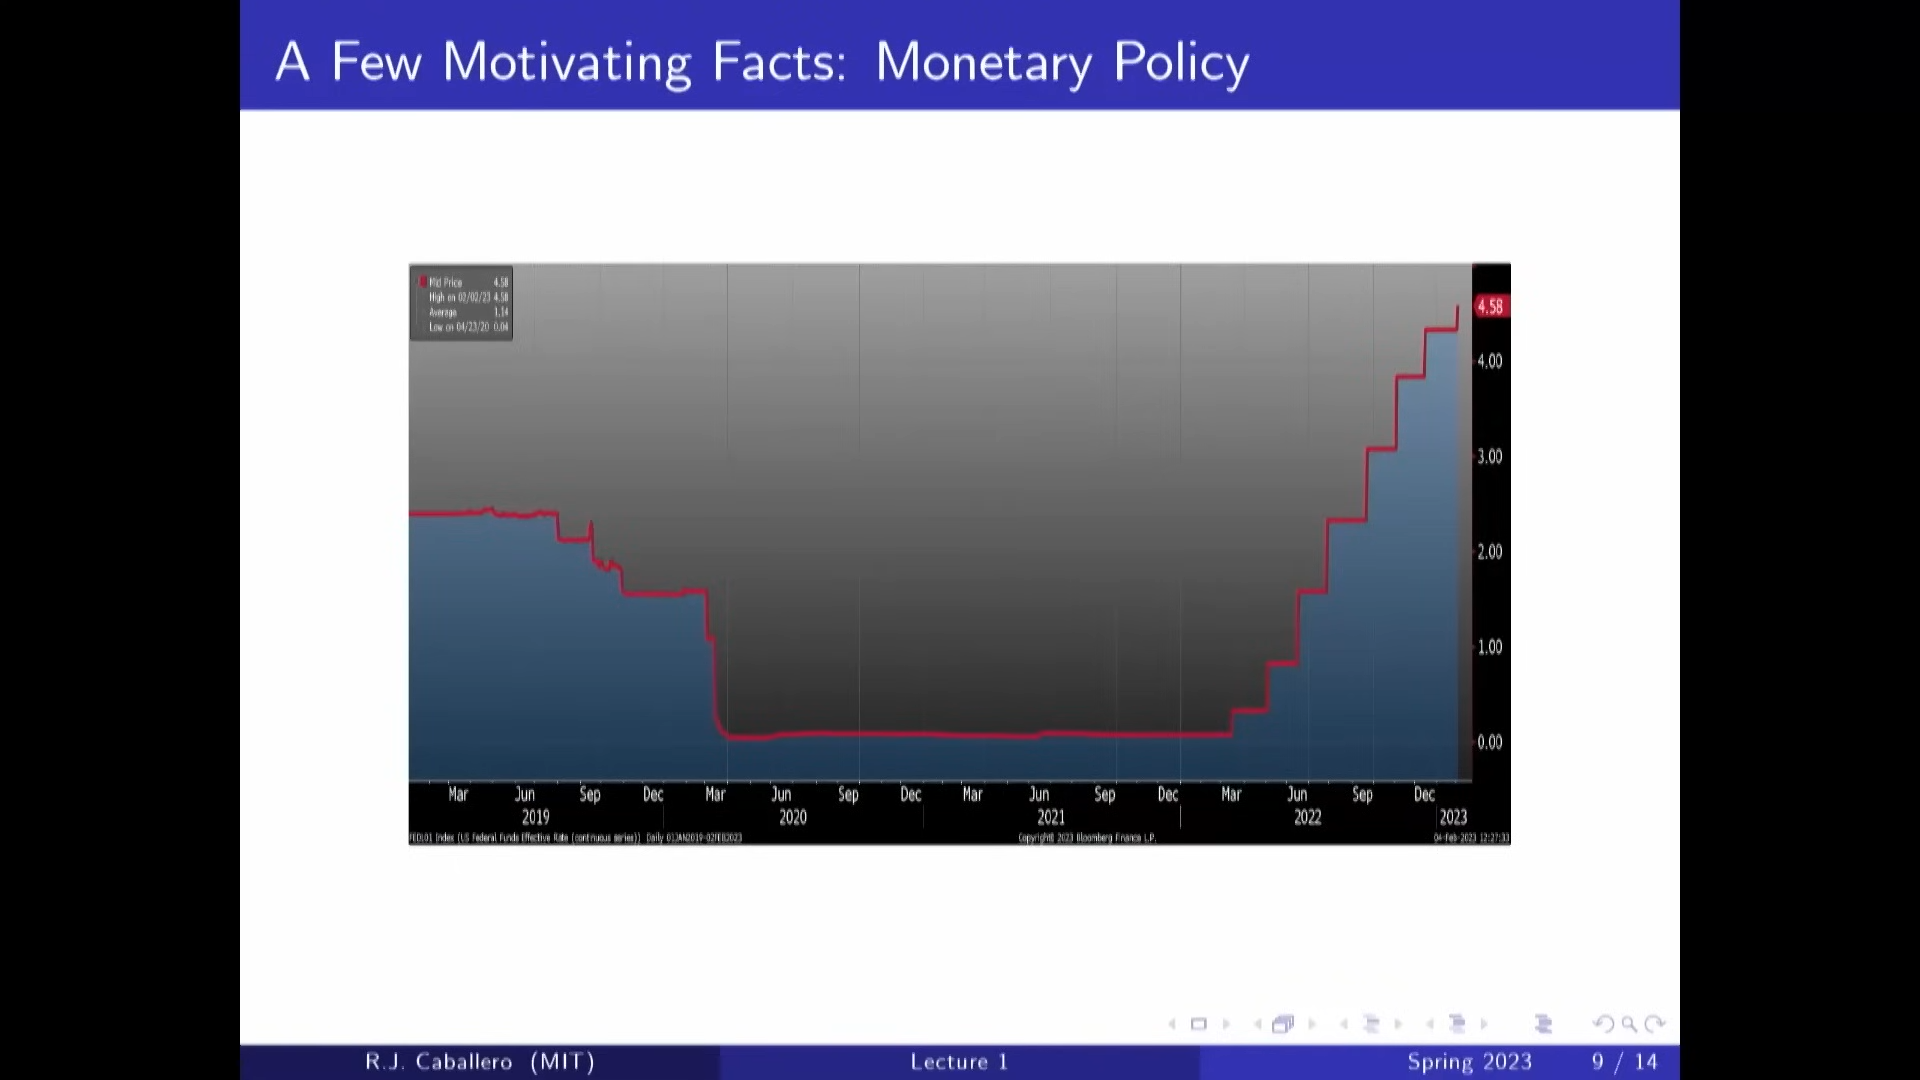 A Few Motivating Facts: Monetary Policy
Mid Price 4.58
High on 02/02/23 4.58
Average 1.14
Low on 04/23/20 0.04
4.58
4.00
3.00
2.00
1.00
0.00
Mar Jun Sep Dec Mar Jun Sep Dec Mar Jun Sep Dec Mar Jun Sep Dec
2019 2020 2021 2022 2023
FEDL01 Index (US Federal Funds Effective Rate (continuous series)) Daily 01JAN2019-02FEB2023 Copyright© 2023 Bloomberg Finance L.P. 04-Feb-2023 12:27:33
R.J. Caballero (MIT) Lecture 1 Spring 2023 9 / 14